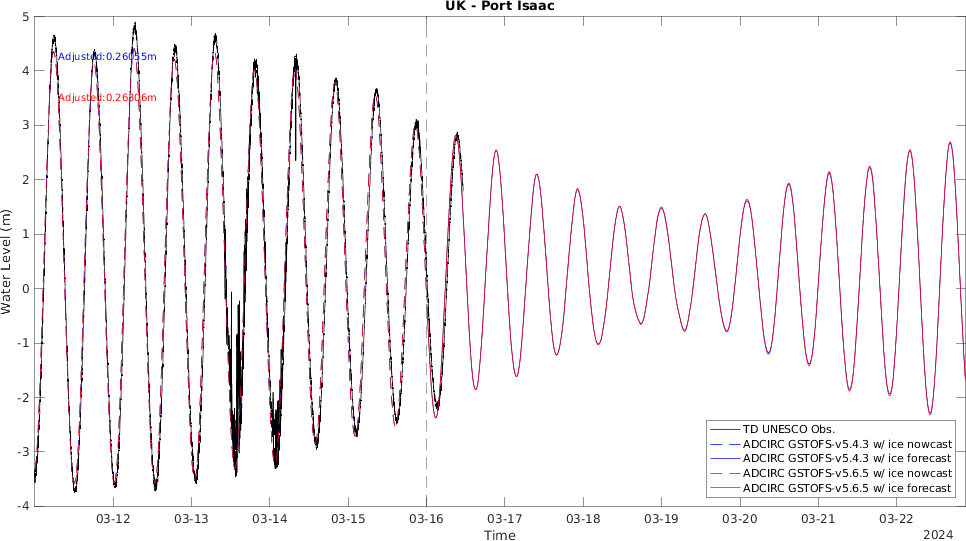 UK - Port Isaac
5
4
3
2
1
0
-1
-2
-3
-4
Water Level (m)
Adjusted:0.26055m
Adjusted:0.26306m
TD UNESCO Obs.
ADCIRC GSTOFS-v5.4.3 w/ ice nowcast
ADCIRC GSTOFS-v5.4.3 w/ ice forecast
ADCIRC GSTOFS-v5.6.5 w/ ice nowcast
ADCIRC GSTOFS-v5.6.5 w/ ice forecast
03-12 03-13 03-14 03-15 03-16 03-17 03-18 03-19 03-20 03-21 03-22
Time
2024